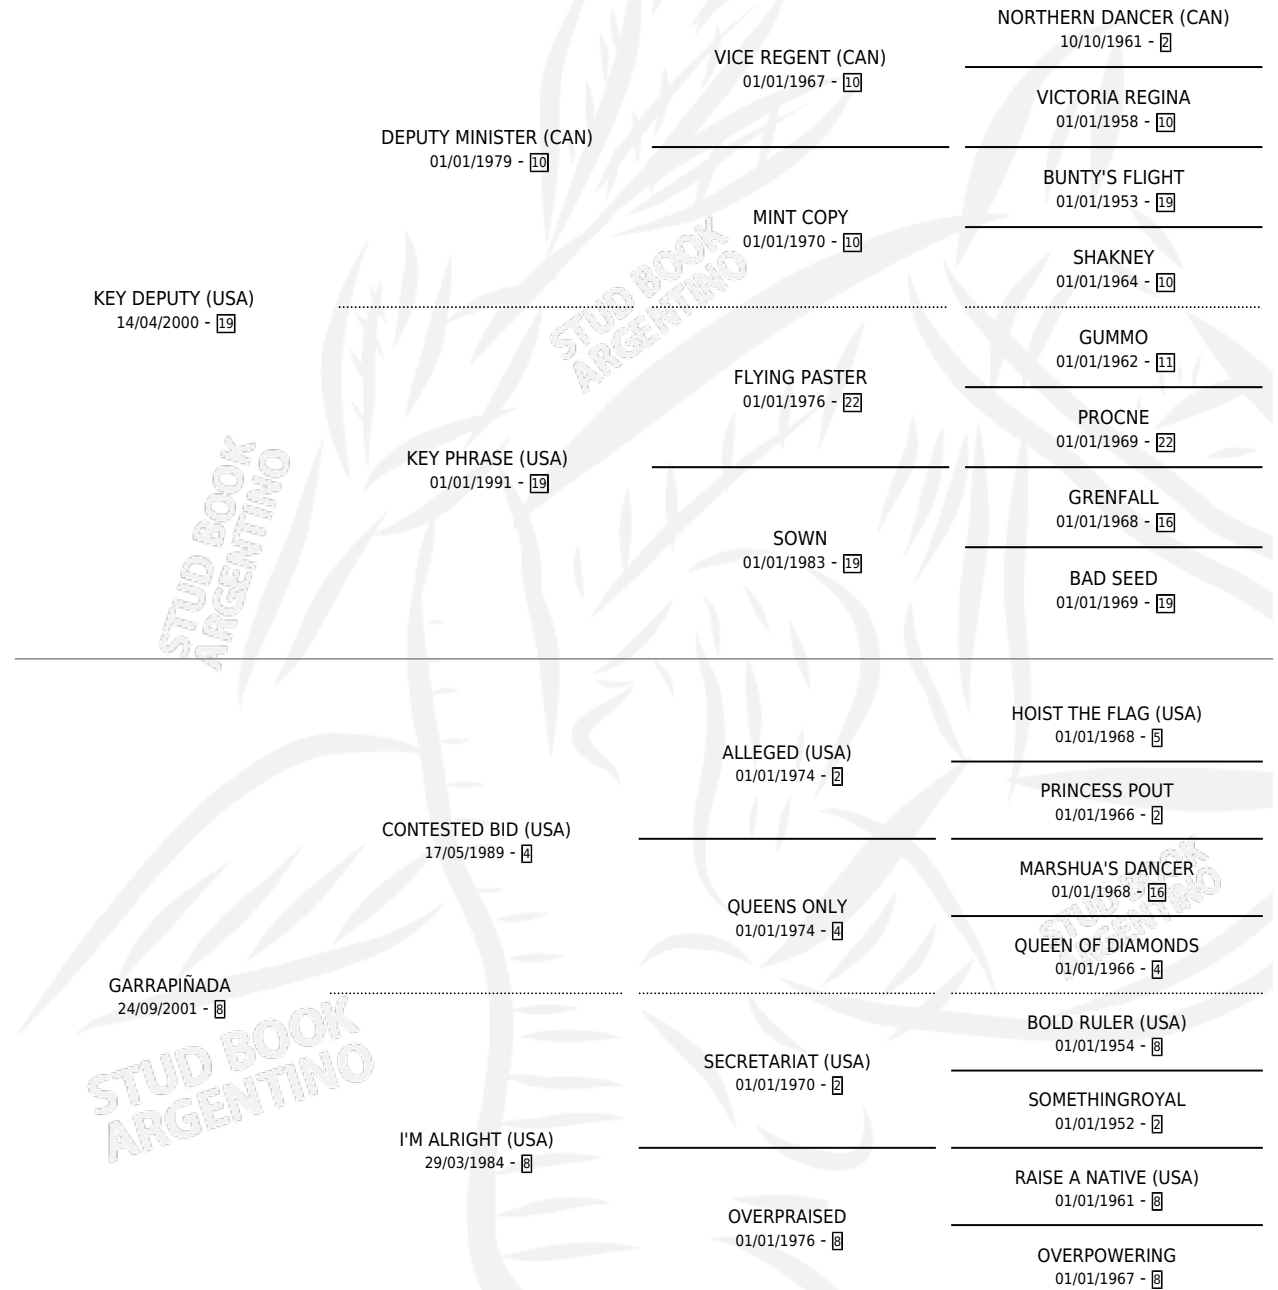 NORTHERN DANCER (CAN)
10/10/1961 - 2
VICE REGENT (CAN)
01/01/1967 - 10
VICTORIA REGINA
01/01/1958 - 10
DEPUTY MINISTER (CAN)
01/01/1979 - 10
BUNTY'S FLIGHT
01/01/1953 - 19
MINT COPY
01/01/1970 - 10
SHAKNEY
01/01/1964 - 10
KEY DEPUTY (USA)
14/04/2000 - 19
GUMMO
01/01/1962 - 11
FLYING PASTER
01/01/1976 - 22
PROCNE
01/01/1969 - 22
KEY PHRASE (USA)
01/01/1991 - 19
GRENFALL
01/01/1968 - 16
SOWN
01/01/1983 - 19
BAD SEED
01/01/1969 - 19
STUD BOOK
ARGENTINO
STUD BOOK
ARGENTINO
HOIST THE FLAG (USA)
01/01/1968 - 5
ALLEGED (USA)
01/01/1974 - 2
PRINCESS POUT
01/01/1966 - 2
CONTESTED BID (USA)
17/05/1989 - 4
MARSHUA'S DANCER
01/01/1968 - 16
QUEENS ONLY
01/01/1974 - 4
QUEEN OF DIAMONDS
01/01/1966 - 4
STUD BOOK
ARGENTINO
GARRAPIÑADA
24/09/2001 - 8
BOLD RULER (USA)
01/01/1954 - 8
SECRETARIAT (USA)
01/01/1970 - 2
SOMETHINGROYAL
01/01/1952 - 2
I'M ALRIGHT (USA)
29/03/1984 - 8
RAISE A NATIVE (USA)
01/01/1961 - 8
OVERPRAISED
01/01/1976 - 8
OVERPOWERING
01/01/1967 - 8
STUD BOOK
ARGENTINO